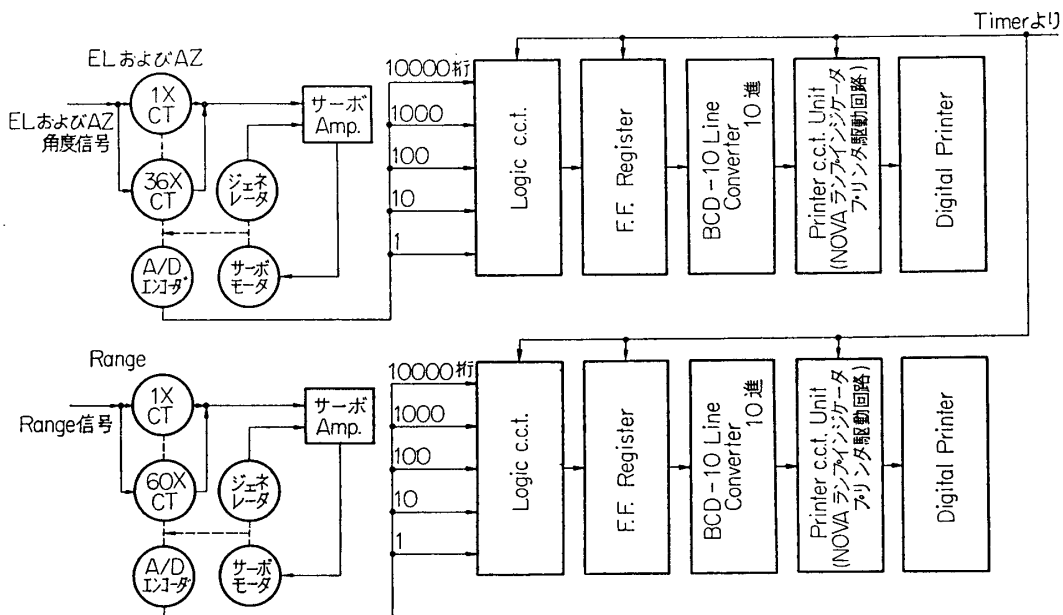 Timerより
ELおよびAZ
1X
CT
ELおよびAZ
角度信号
36X
CT
A/D
エンコーダ
ジェネ
レータ
サーボ
モータ
サーボ
Amp.
10000桁
1000
100
10
1
Logic c.c.t.
F.F. Register
BCD-10 Line
Converter
10進
Printer c.c.t. Unit
(NOVA ランプインジケータ
プリンタ駆動回路)
Digital Printer
Range
1X
CT
Range信号
60X
CT
A/D
エンコーダ
ジェネ
レータ
サーボ
モータ
サーボ
Amp.
10000桁
1000
100
10
1
Logic c.c.t.
F.F. Register
BCD-10 Line
Converter
10進
Printer c.c.t. Unit
(NOVA ランプインジケータ
プリンタ駆動回路)
Digital Printer